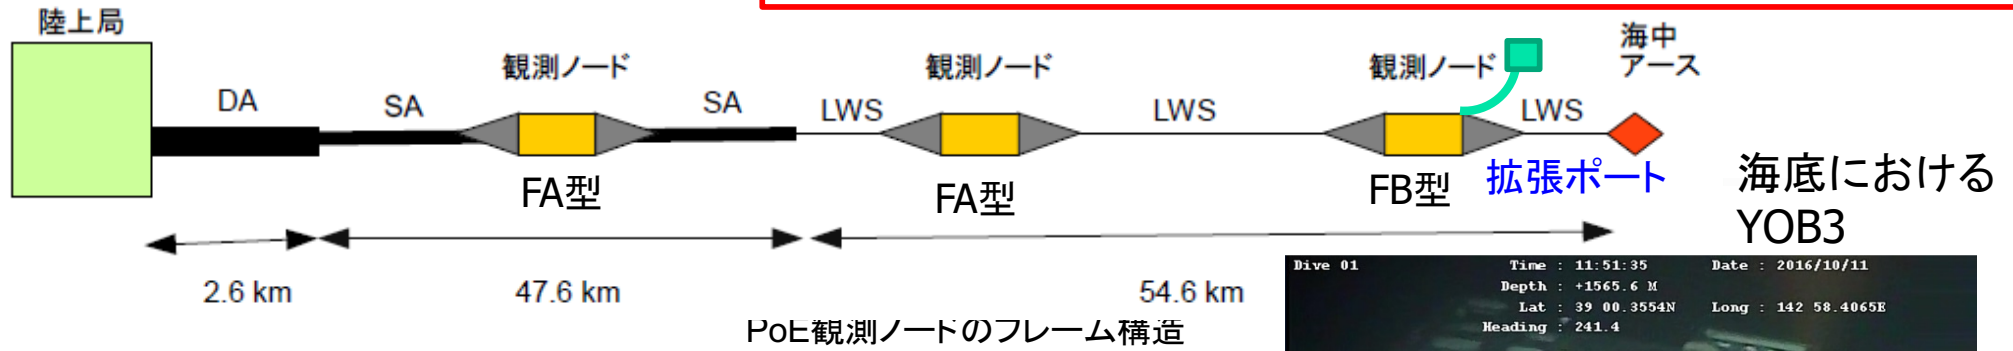 陸上局
観測ノード
観測ノード
観測ノード
海中
アース
DA
SA
SA
LWS
LWS
LWS
FA型
FA型
FB型
拡張ポート
海底における
YOB3
2.6 km
47.6 km
54.6 km
PoE観測ノードのフレーム構造
Dive 01
Time : 11:51:35
Date : 2016/10/11
Depth : +1565.6 M
Lat : 39 00.3554N
Long : 142 58.4065E
Heading : 241.4